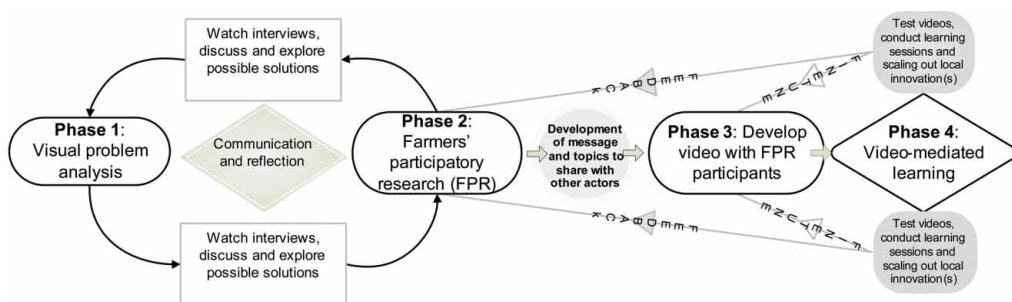 Watch interviews,
discuss and explore
possible solutions
Phase 1:
Visual problem
analysis
Communication
and reflection
Watch interviews,
discuss and explore
possible solutions
Phase 2:
Farmers'
participatory
research (FPR)
Development
of message
and topics to
share with
other actors
Phase 3: Develop
video with FPR
participants
Phase 4:
Video-mediated
learning
Test videos,
conduct learning
sessions and
scaling out local
innovation(s)
FEEDBACK
FINETUNE
FEEDBACK
FINETUNE
Test videos,
conduct learning
sessions and
scaling out local
innovation(s)